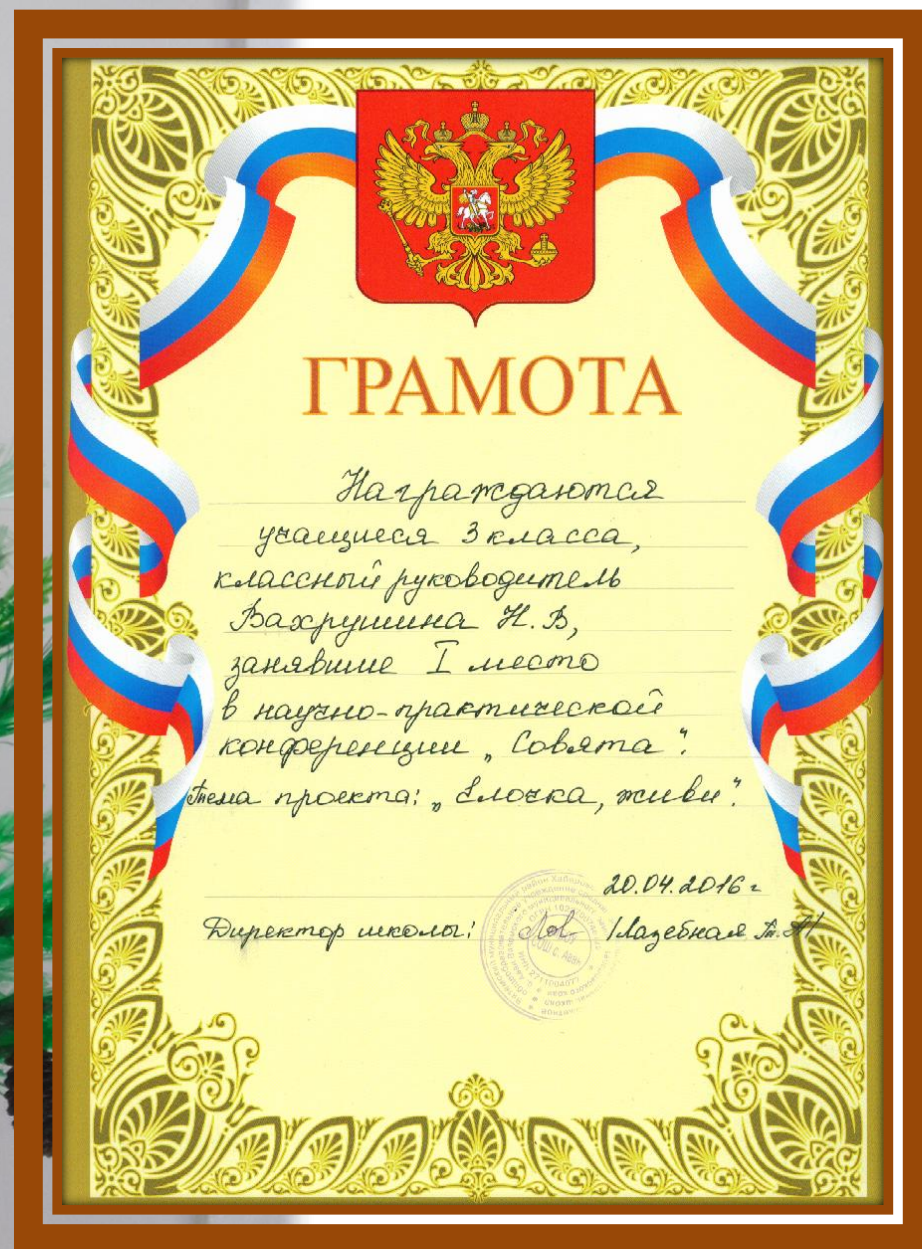 ГРАМОТА
Награждаются
учащиеся 3 класса,
классный руководитель
Вахрушина Н. В,
занявшие I место
в научно-практической
конференции „Совята".
Тема проекта: „Елочка, живи".
20.04.2016 г
Директор школы: /Лазебная Т. А/